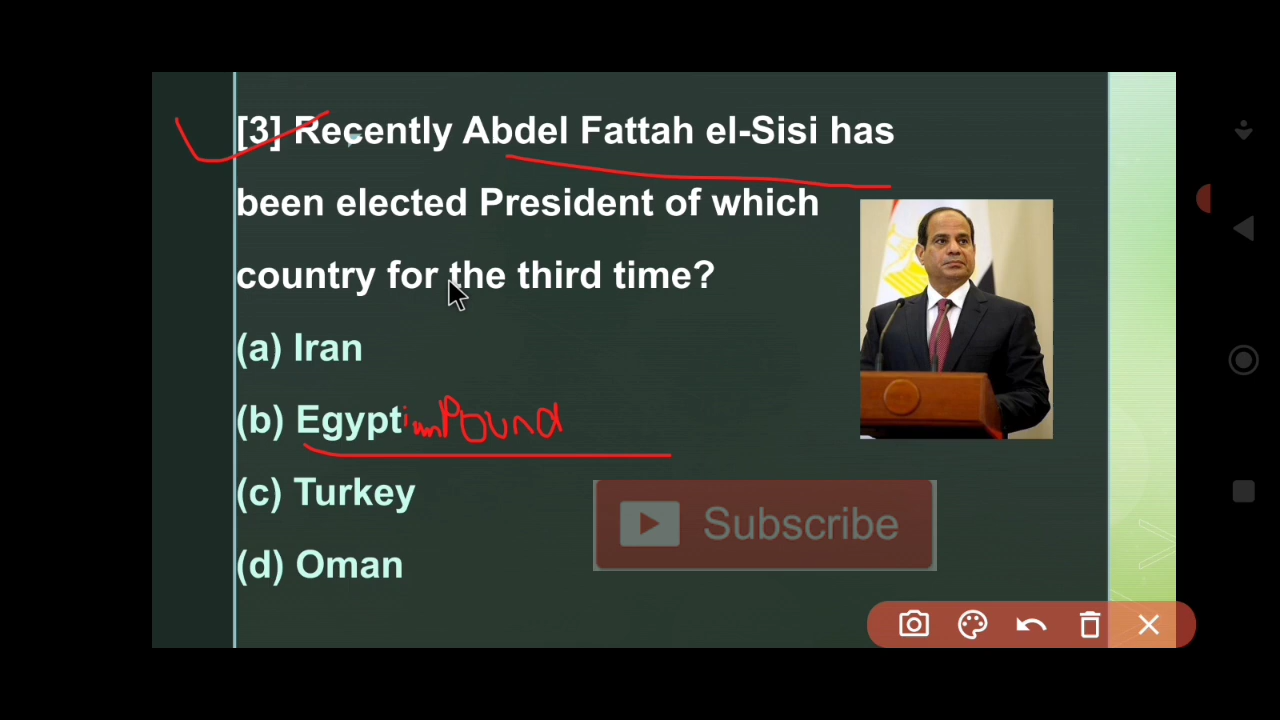 [3] Recently Abdel Fattah el-Sisi has
been elected President of which
country for the third time?
(a) Iran
(b) Egyptian Pound
(c) Turkey
(d) Oman
Subscribe